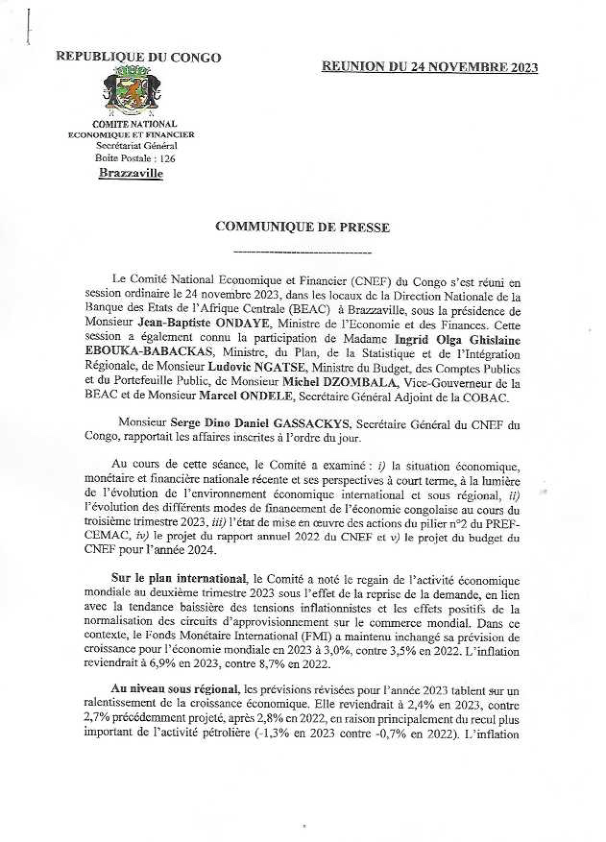 REPUBLIQUE DU CONGO
REUNION DU 24 NOVEMBRE 2023
COMITE NATIONAL
ECONOMIQUE ET FINANCIER
Secrétariat Général
Boîte Postale : 126
Brazzaville
COMMUNIQUE DE PRESSE
--------------------------------
Le Comité National Economique et Financier (CNEF) du Congo s'est réuni en
session ordinaire le 24 novembre 2023, dans les locaux de la Direction Nationale de la
Banque des Etats de l'Afrique Centrale (BEAC) à Brazzaville, sous la présidence de
Monsieur Jean-Baptiste ONDAYE, Ministre de l'Economie et des Finances. Cette
session a également connu la participation de Madame Ingrid Olga Ghislaine
EBOUKA-BABACKAS, Ministre, du Plan, de la Statistique et de l'Intégration
Régionale, de Monsieur Ludovic NGATSE, Ministre du Budget, des Comptes Publics
et du Portefeuille Public, de Monsieur Michel DZOMBALA, Vice-Gouverneur de la
BEAC et de Monsieur Marcel ONDELE, Secrétaire Général Adjoint de la COBAC.
Monsieur Serge Dino Daniel GASSACKYS, Secrétaire Général du CNEF du
Congo, rapportait les affaires inscrites à l'ordre du jour.
Au cours de cette séance, le Comité a examiné : i) la situation économique,
monétaire et financière nationale récente et ses perspectives à court terme, à la lumière
de l'évolution de l'environnement économique international et sous régional, ii)
l'évolution des différents modes de financement de l'économie congolaise au cours du
troisième trimestre 2023, iii) l'état de mise en œuvre des actions du pilier n°2 du PREF-
CEMAC, iv) le projet du rapport annuel 2022 du CNEF et v) le projet du budget du
CNEF pour l'année 2024.
Sur le plan international, le Comité a noté le regain de l'activité économique
mondiale au deuxième trimestre 2023 sous l'effet de la reprise de la demande, en lien
avec la tendance baissière des tensions inflationnistes et les effets positifs de la
normalisation des circuits d'approvisionnement sur le commerce mondial. Dans ce
contexte, le Fonds Monétaire International (FMI) a maintenu inchangé sa prévision de
croissance pour l'économie mondiale en 2023 à 3,0%, contre 3,5% en 2022. L'inflation
reviendrait à 6,9% en 2023, contre 8,7% en 2022.
Au niveau sous régional, les prévisions révisées pour l'année 2023 tablent sur un
ralentissement de la croissance économique. Elle reviendrait à 2,4% en 2023, contre
2,7% précédemment projeté, après 2,8% en 2022, en raison principalement du recul plus
important de l'activité pétrolière (-1,3% en 2023 contre -0,7% en 2022). L'inflation